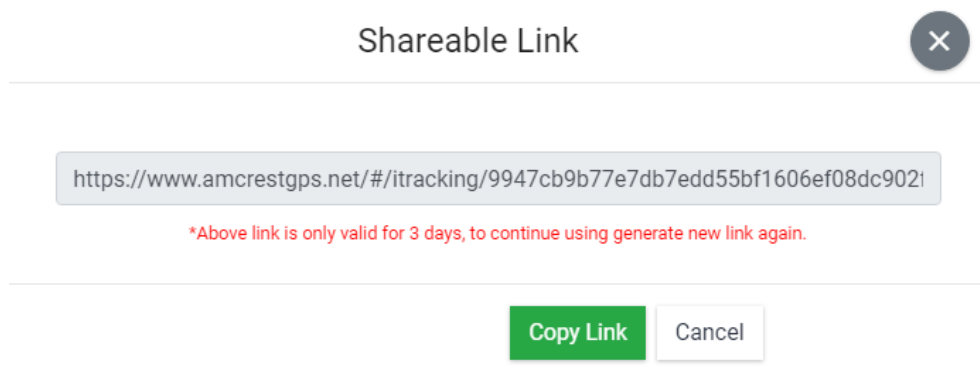 Shareable Link
https://www.amcrestgps.net/#/itracking/9947cb9b77e7db7edd55bf1606ef08dc902f
*Above link is only valid for 3 days, to continue using generate new link again.
Copy Link
Cancel